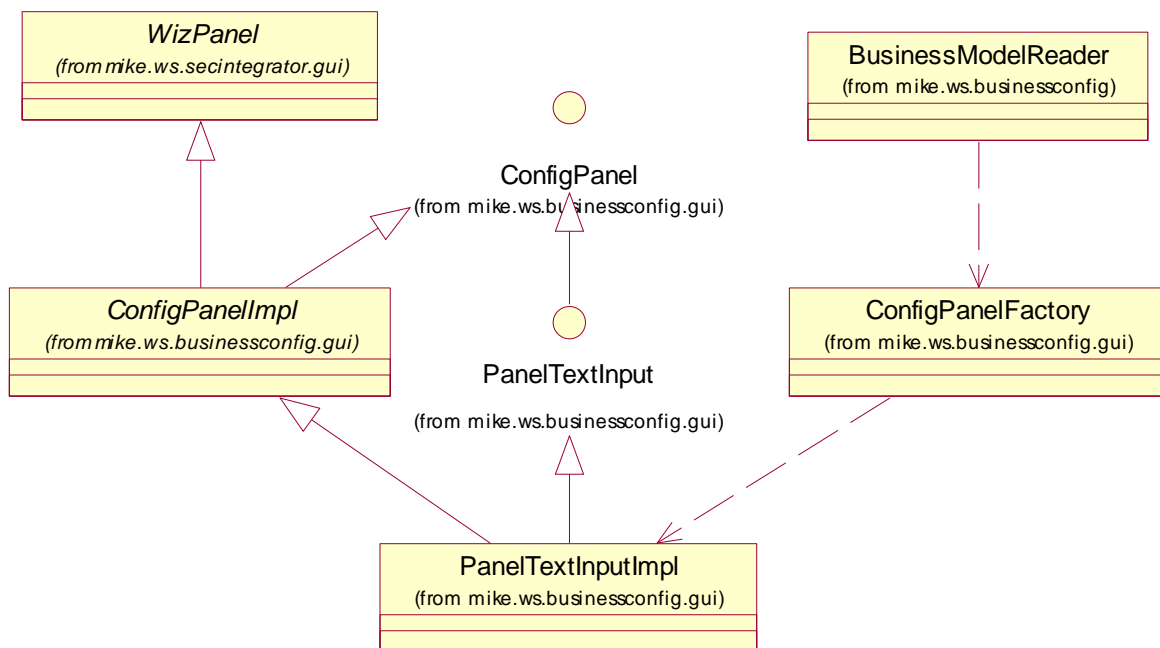 WizPanel
(from mike.ws.secintegrator.gui)
BusinessModelReader
(from mike.ws.businessconfig)
ConfigPanel
(from mike.ws.businessconfig.gui)
ConfigPanelImpl
(from mike.ws.businessconfig.gui)
ConfigPanelFactory
(from mike.ws.businessconfig.gui)
PanelTextInput
(from mike.ws.businessconfig.gui)
PanelTextInputImpl
(from mike.ws.businessconfig.gui)